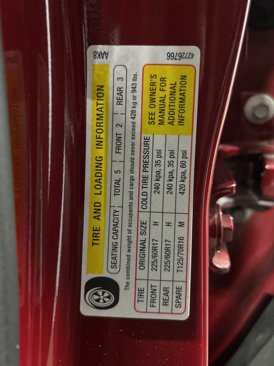 AAK8 42726766
TIRE AND LOADING INFORMATION
SEATING CAPACITY TOTAL 5 FRONT 2 REAR 3
The combined weight of occupants and cargo should never exceed 428 kg or 943 lbs.
TIRE ORIGINAL SIZE COLD TIRE PRESSURE SEE OWNER'S
FRONT 225/60R17 H 240 kpa, 35 psi MANUAL FOR
REAR 225/60R17 H 240 kpa, 35 psi ADDITIONAL
SPARE T125/70R16 M 420 kpa, 60 psi INFORMATION